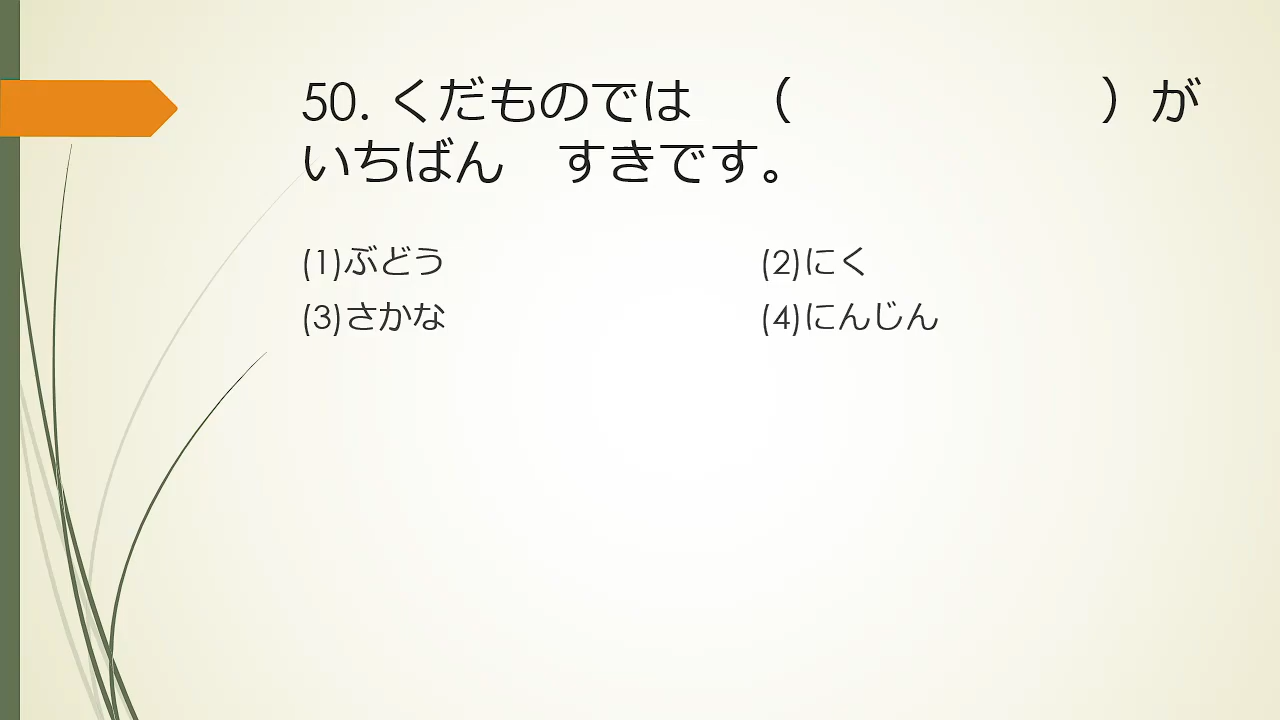 50. くだものでは　（　　　　　　）が
いちばん　すきです。
(1)ぶどう　(2)にく
(3)さかな　(4)にんじん